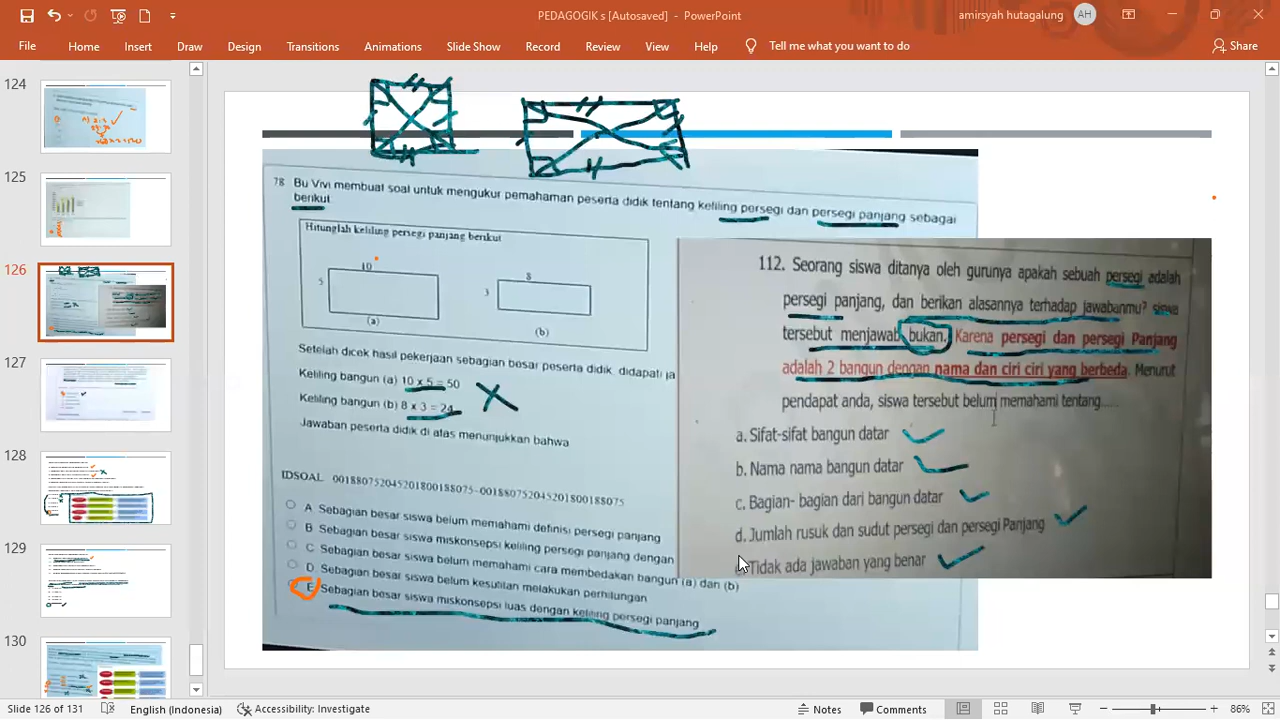 PEDAGOGIK s [Autosaved] - PowerPoint
amirsyah hutagalung
AH
File Home Insert Draw Design Transitions Animations Slide Show Record Review View Help Tell me what you want to do Share
124
125
126
127
128
129
130
78 Bu Vivi membuat soal untuk mengukur pemahaman peserta didik tentang keliling persegi dan persegi panjang sebagai
berikut
Hitunglah keliling persegi panjang berikut
10
5
(a)
8
3
(b)
Setelah dicek hasil pekerjaan sebagian besar peserta didik didapati ja
Keliling bangun (a) 10 x 5 = 50
Keliling bangun (b) 8 x 3 = 24
Jawaban peserta didik di atas menunjukkan bahwa
IDSOAL 001880752045201800188075-001880752045201800188075
A Sebagian besar siswa belum memahami definisi persegi panjang
B Sebagian besar siswa miskonsepsi keliling persegi panjang dengan
C Sebagian besar siswa belum memahami cara membedakan bangun (a) dan (b)
D Sebagian besar siswa belum kesulitan melakukan perhitungan
E Sebagian besar siswa miskonsepsi luas dengan keliling persegi panjang
112. Seorang siswa ditanya oleh gurunya apakah sebuah persegi adalah
persegi panjang, dan berikan alasannya terhadap jawabanmu? siswa
tersebut menjawab bukan. Karena persegi dan persegi Panjang
adalah 2 bangun dengan nama dan ciri ciri yang berbeda. Menurut
pendapat anda, siswa tersebut belum memahami tentang....
a. Sifat-sifat bangun datar
b. Nama nama bangun datar
c. Bagian- bagian dari bangun datar
d. Jumlah rusuk dan sudut persegi dan persegi Panjang
Tidak ada jawaban yang benar
Slide 126 of 131 English (Indonesia) Accessibility: Investigate Notes Comments 86%